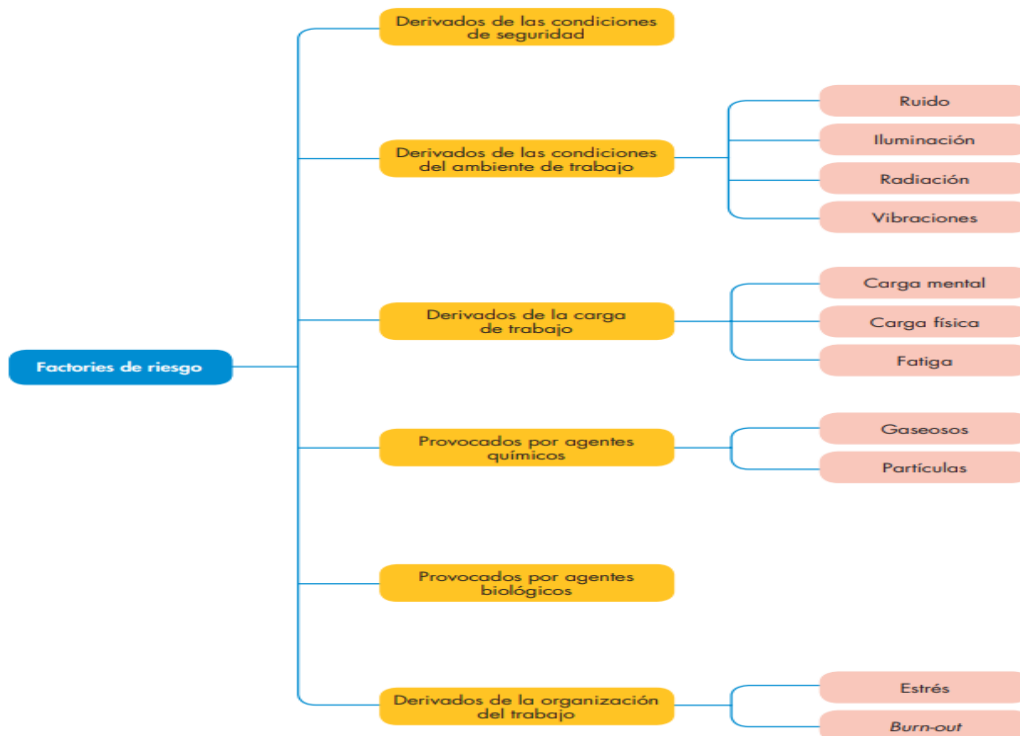 Factories de riesgo
Derivados de las condiciones
de seguridad
Derivados de las condiciones
del ambiente de trabajo
Ruido
Iluminación
Radiación
Vibraciones
Derivados de la carga
de trabajo
Carga mental
Carga física
Fatiga
Provocados por agentes
químicos
Gaseosos
Partículas
Provocados por agentes
biológicos
Derivados de la organización
del trabajo
Estrés
Burn-out